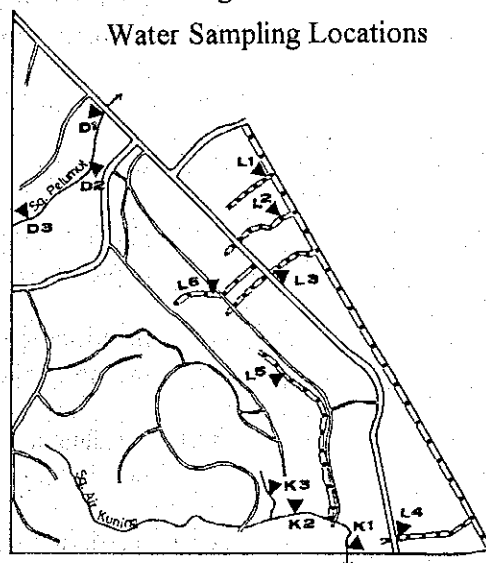 Water Sampling Locations
D1
Sg. Pelumut
D2
D3
L1
L2
L3
L6
L5
Sg. Air Kuning
K3
K2
K1
L4